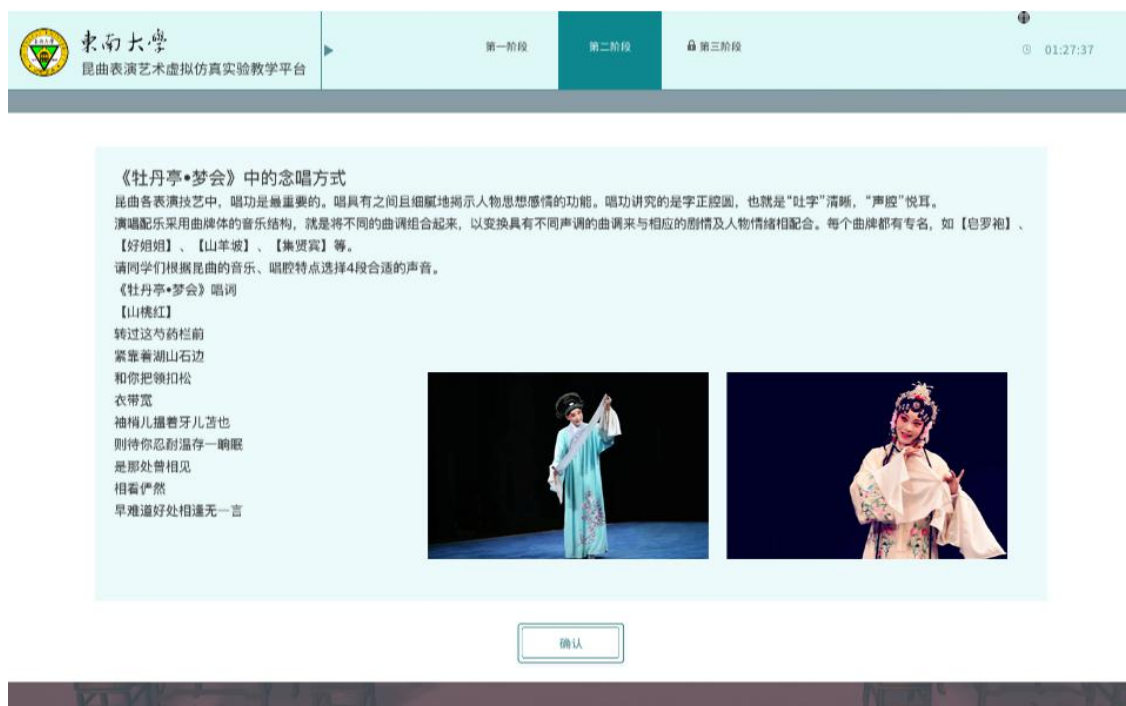 東南大學
昆曲表演艺术虚拟仿真实验教学平台
第一阶段
第二阶段
第三阶段
01:27:37
《牡丹亭•梦会》中的念唱方式
昆曲各表演技艺中，唱功是最重要的。唱具有之间且细腻地揭示人物思想感情的功能。唱功讲究的是字正腔圆，也就是“吐字”清晰，“声腔”悦耳。
演唱配乐采用曲牌体的音乐结构，就是将不同的曲调组合起来，以变换具有不同声调的曲调来与相应的剧情及人物情绪相配合。每个曲牌都有专名，如【皂罗袍】、
【好姐姐】、【山羊坡】、【集贤宾】等。
请同学们根据昆曲的音乐、唱腔特点选择4段合适的声音。
《牡丹亭•梦会》唱词
【山桃红】
转过这芍药栏前
紧靠着湖山石边
和你把领扣松
衣带宽
袖梢儿揾着牙儿苫也
则待你忍耐温存一晌眠
是那处曾相见
相看俨然
早难道好处相逢无一言
确认